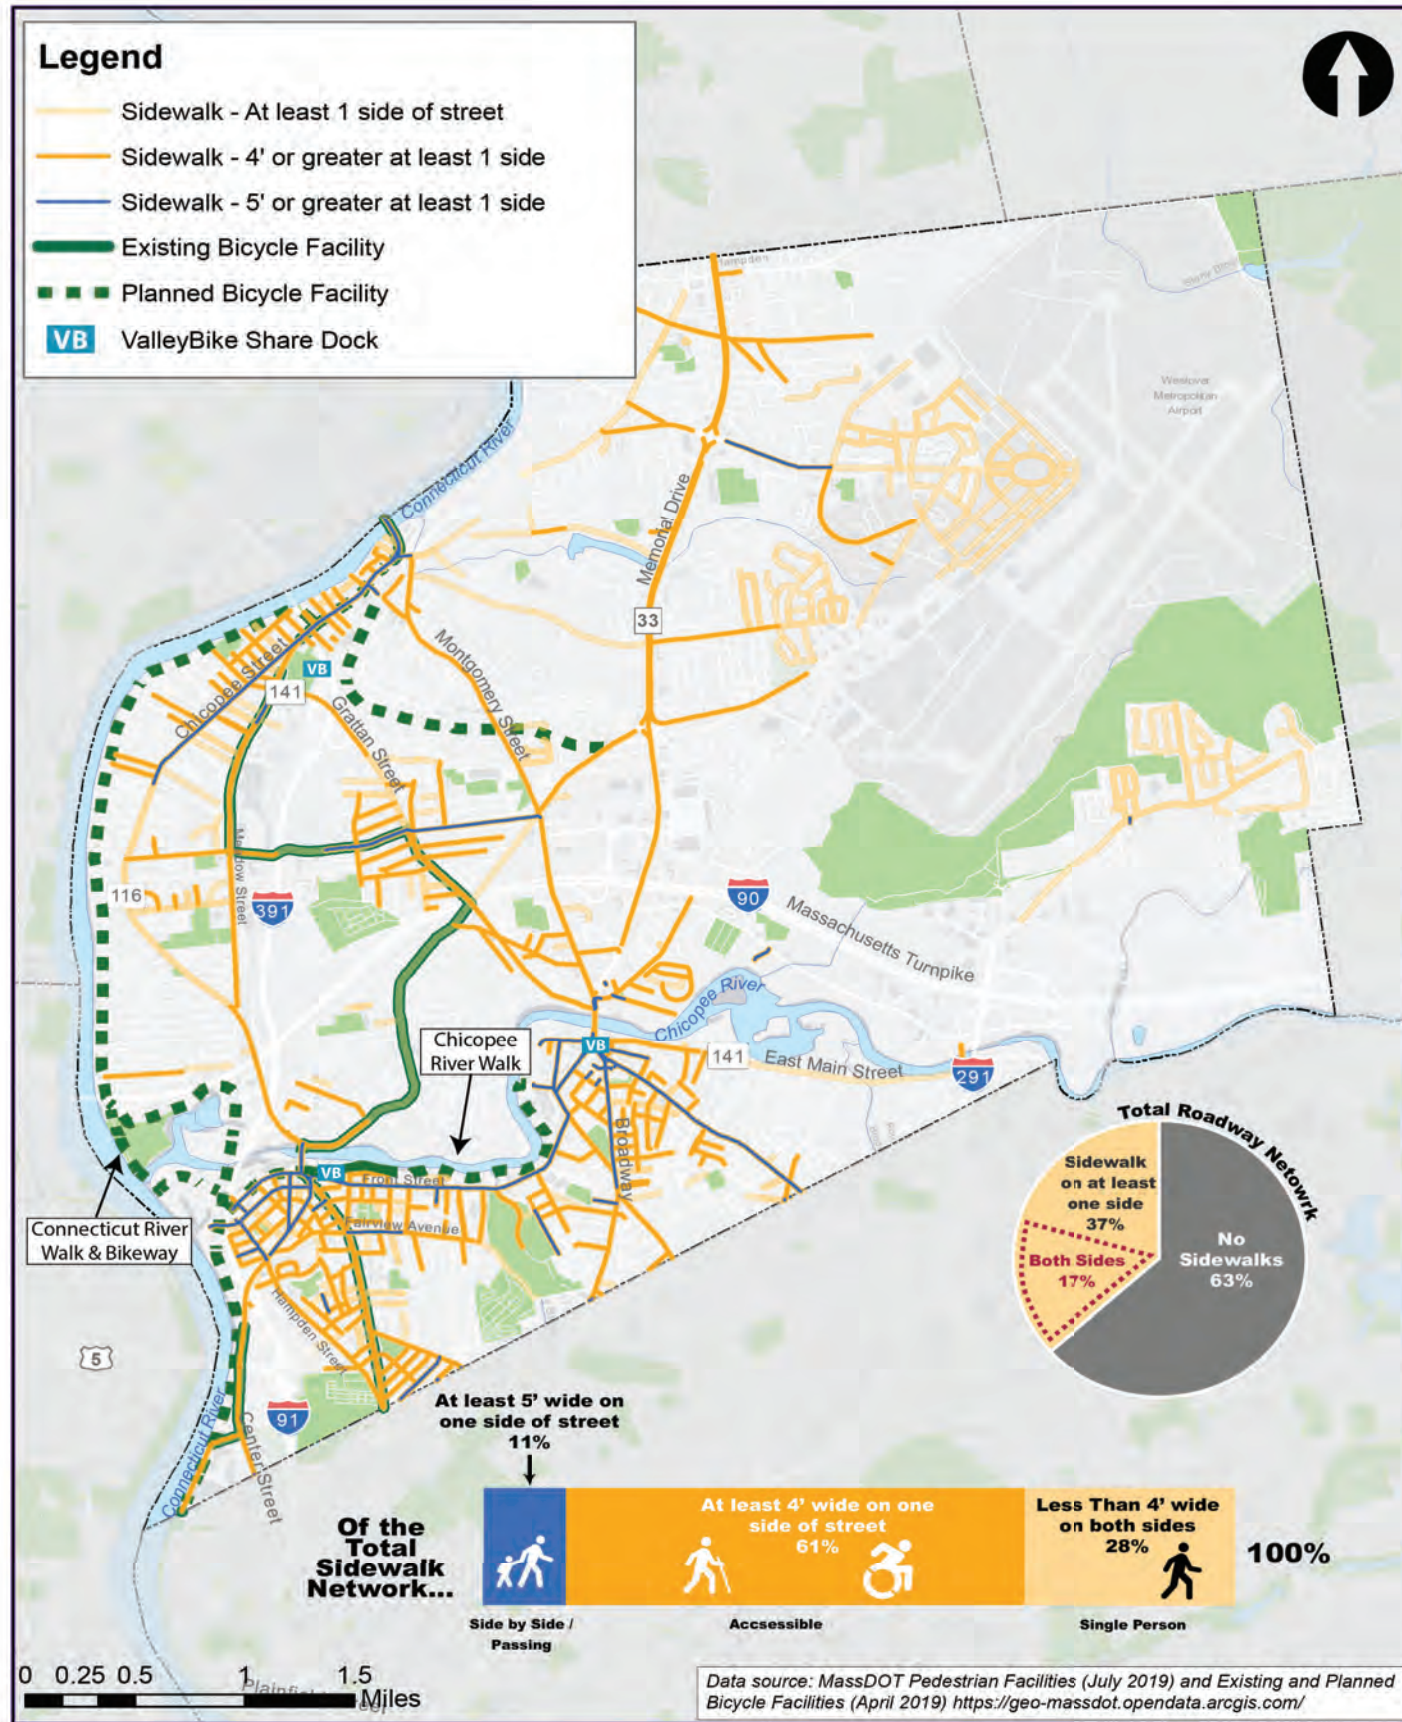 Legend
Sidewalk - At least 1 side of street
Sidewalk - 4' or greater at least 1 side
Sidewalk - 5' or greater at least 1 side
Existing Bicycle Facility
Planned Bicycle Facility
VB ValleyBike Share Dock
Westover
Metropolitan
Airport
Connecticut River
Memorial Drive
33
Montgomery Street
VB
141
Chicopee Street
Grattan Street
Meadow Street
116
391
90
Massachusetts Turnpike
Chicopee River
Chicopee
River Walk
VB
141
East Main Street
291
Broadway
VB
Front Street
Fairview Avenue
Connecticut River
Walk & Bikeway
Hampden Street
5
91
Connecticut River
Center Street
Total Roadway Netowrk
Sidewalk
on at least
one side
37%
Both Sides
17%
No
Sidewalks
63%
At least 5' wide on
one side of street
11%
Of the
Total
Sidewalk
Network...
At least 4' wide on one
side of street
61%
Less Than 4' wide
on both sides
28%
100%
Side by Side /
Passing
Accsessible
Single Person
0 0.25 0.5 1 1.5
Miles
Data source: MassDOT Pedestrian Facilities (July 2019) and Existing and Planned
Bicycle Facilities (April 2019) https://geo-massdot.opendata.arcgis.com/